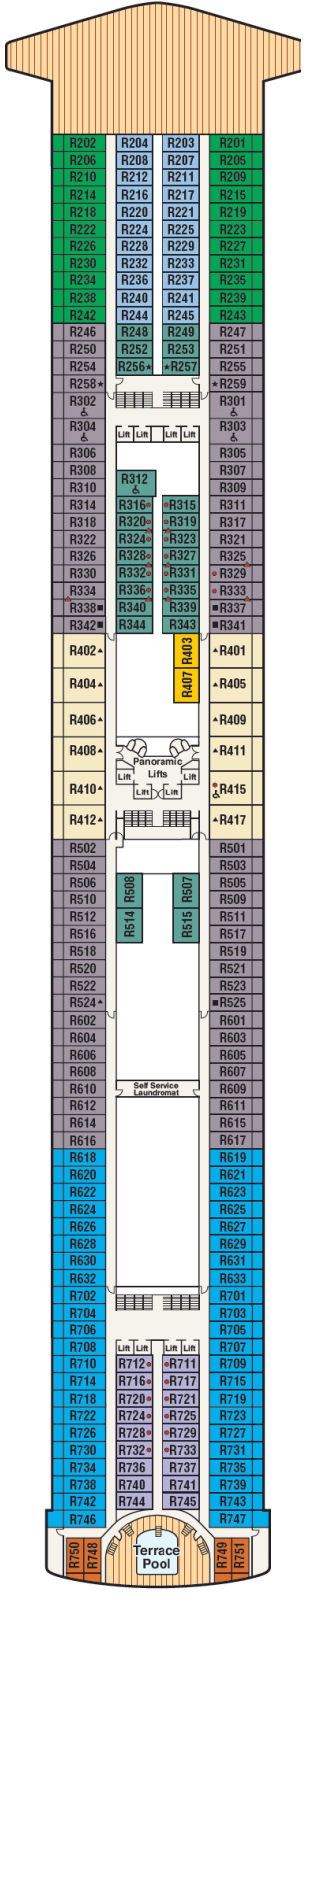 R202 R204 R203 R201
R206 R208 R207 R205
R210 R212 R211 R209
R214 R216 R217 R215
R218 R220 R221 R219
R222 R224 R225 R223
R226 R228 R229 R227
R230 R232 R233 R231
R234 R236 R237 R235
R238 R240 R241 R239
R242 R244 R245 R243
R246 R248 R249 R247
R250 R252 R253 R251
R254 R256★ ★R257 R255
R258★ ★R259
R302 R301
R304 Lift Lift Lift Lift R303
R306 R305
R308 R307
R310 R312 R309
R314 R316 R315 R311
R318 R320 R319 R317
R322 R324 R323 R321
R326 R328 R327 R325
R330 R332 R331 R329
R334 R336 R335 R333
R338■ R340 R339 ■R337
R342■ R344 R343 ■R341
R402▲ R403 ▲R401
R404▲ R407 ▲R405
R406▲ ▲R409
R408▲ ▲R411
Panoramic
Lifts
Lift Lift
R410▲ Lift Lift R415
R412▲ ▲R417
R502 R501
R504 R503
R506 R508 R507 R505
R510 R509
R512 R514 R515 R511
R516 R517
R518 R519
R520 R521
R522 R523
R524▲ ■R525
R602 R601
R604 R603
R606 R605
R608 R607
R610 Self Service R609
Laundromat
R612 R611
R614 R615
R616 R617
R618 R619
R620 R621
R622 R623
R624 R625
R626 R627
R628 R629
R630 R631
R632 R633
R702 R701
R704 R703
R706 R705
R708 Lift Lift Lift Lift R707
R710 R712 R711 R709
R714 R716 R717 R715
R718 R720 R721 R719
R722 R724 R725 R723
R726 R728 R729 R727
R730 R732 R733 R731
R734 R736 R737 R735
R738 R740 R741 R739
R742 R744 R745 R743
R746 R747
R750 R748 Terrace R749 R751
Pool